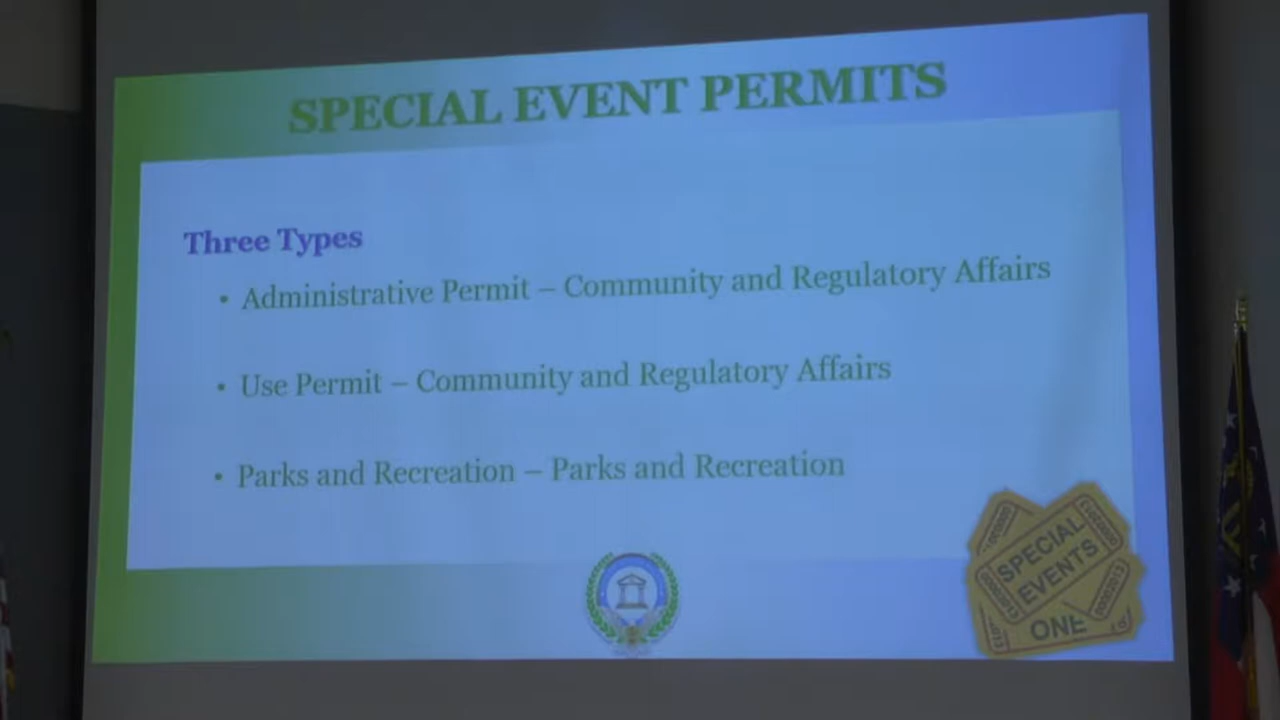 SPECIAL EVENT PERMITS
Three Types
• Administrative Permit – Community and Regulatory Affairs
• Use Permit – Community and Regulatory Affairs
• Parks and Recreation – Parks and Recreation
SPECIAL
EVENTS
ONE